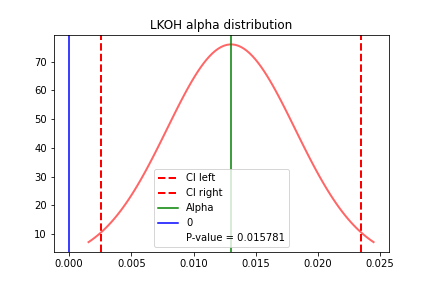 LKOH alpha distribution
70
60
50
40
30
20
10
CI left
CI right
Alpha
0
P-value = 0.015781
0.000 0.005 0.010 0.015 0.020 0.025